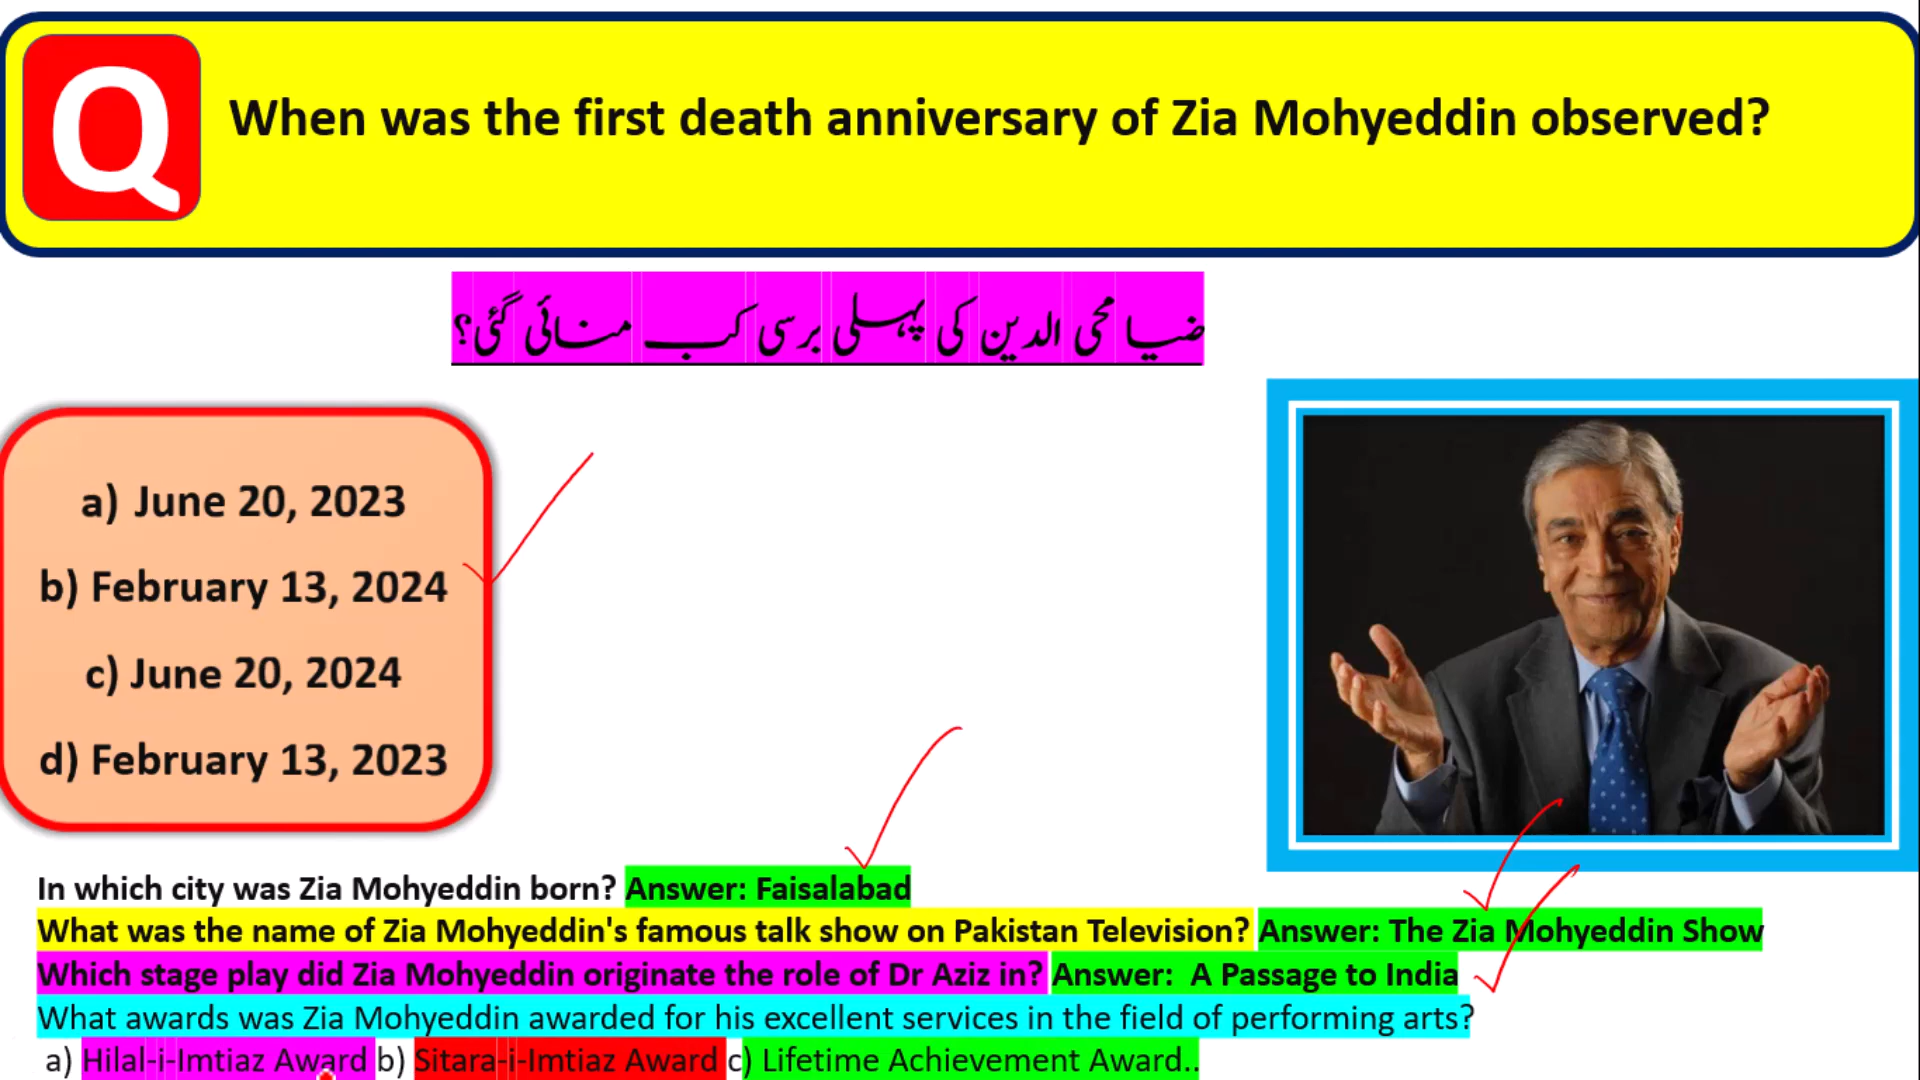 Q
When was the first death anniversary of Zia Mohyeddin observed?
ضیا محی الدین کی پہلی برسی کب منائی گئی؟
a) June 20, 2023
b) February 13, 2024
c) June 20, 2024
d) February 13, 2023
In which city was Zia Mohyeddin born? Answer: Faisalabad
What was the name of Zia Mohyeddin's famous talk show on Pakistan Television? Answer: The Zia Mohyeddin Show
Which stage play did Zia Mohyeddin originate the role of Dr Aziz in? Answer: A Passage to India
What awards was Zia Mohyeddin awarded for his excellent services in the field of performing arts?
a) Hilal-i-Imtiaz Award b) Sitara-i-Imtiaz Award c) Lifetime Achievement Award..